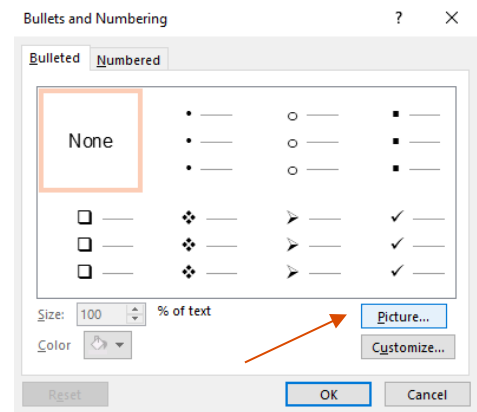 Bullets and Numbering ? ×
Bulleted Numbered
None
Size: 100 % of text Picture...
Color Customize...
Reset OK Cancel